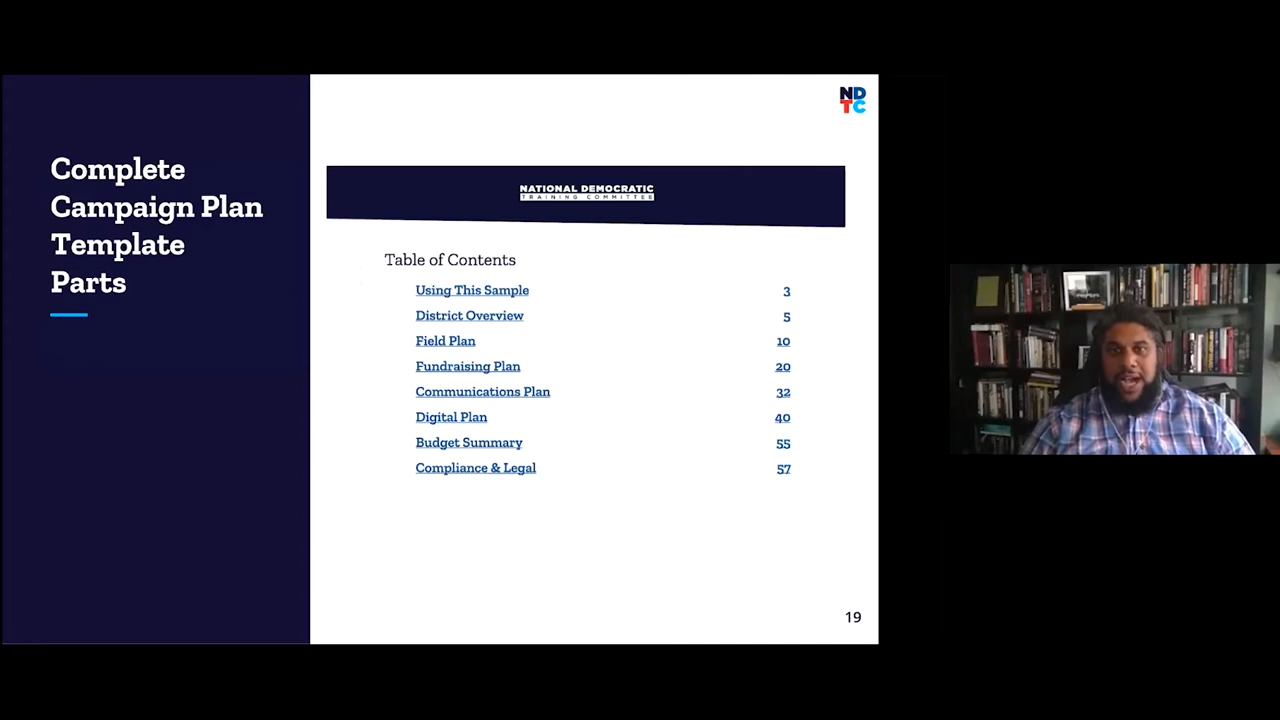 Complete
Campaign Plan
Template
Parts
ND
TC
NATIONAL DEMOCRATIC
TRAINING COMMITTEE
Table of Contents
Using This Sample 3
District Overview 5
Field Plan 10
Fundraising Plan 20
Communications Plan 32
Digital Plan 40
Budget Summary 55
Compliance & Legal 57
19